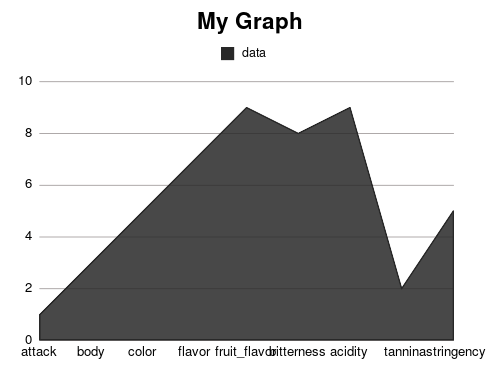 My Graph
data
10
8
6
4
2
0
attack body color flavor fruit_flavor bitterness acidity tannin astringency